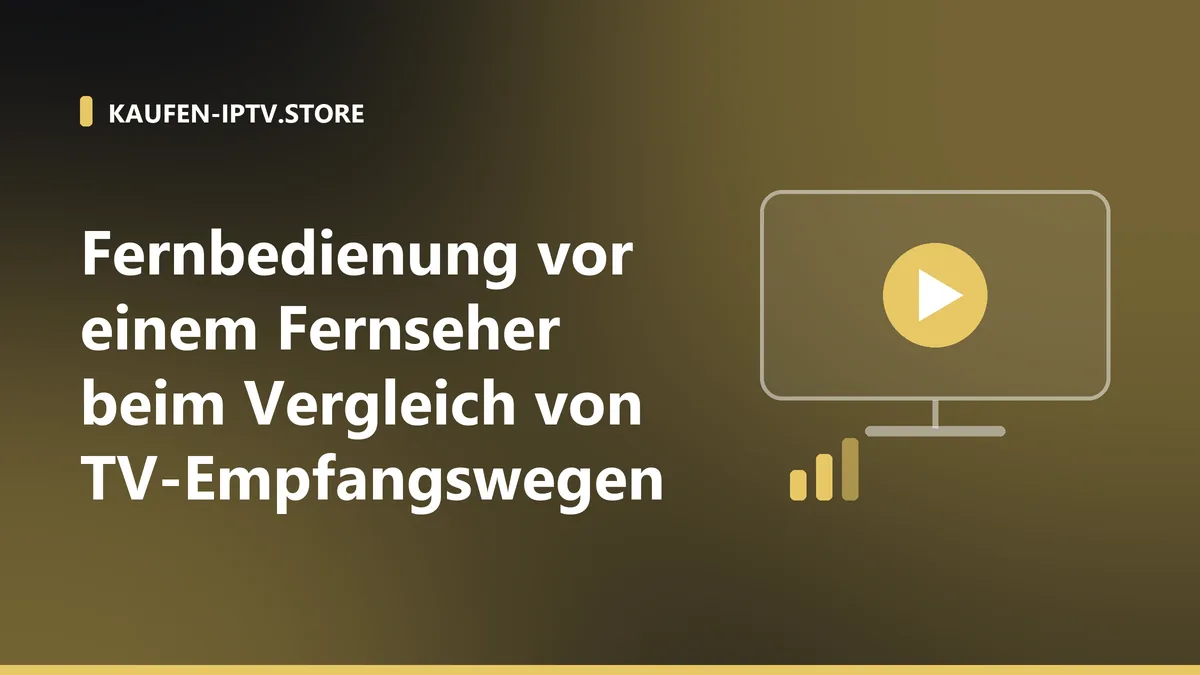 KAUFEN-IPTV.STORE
Fernbedienung vor
einem Fernseher
beim Vergleich von
TV-Empfangswegen